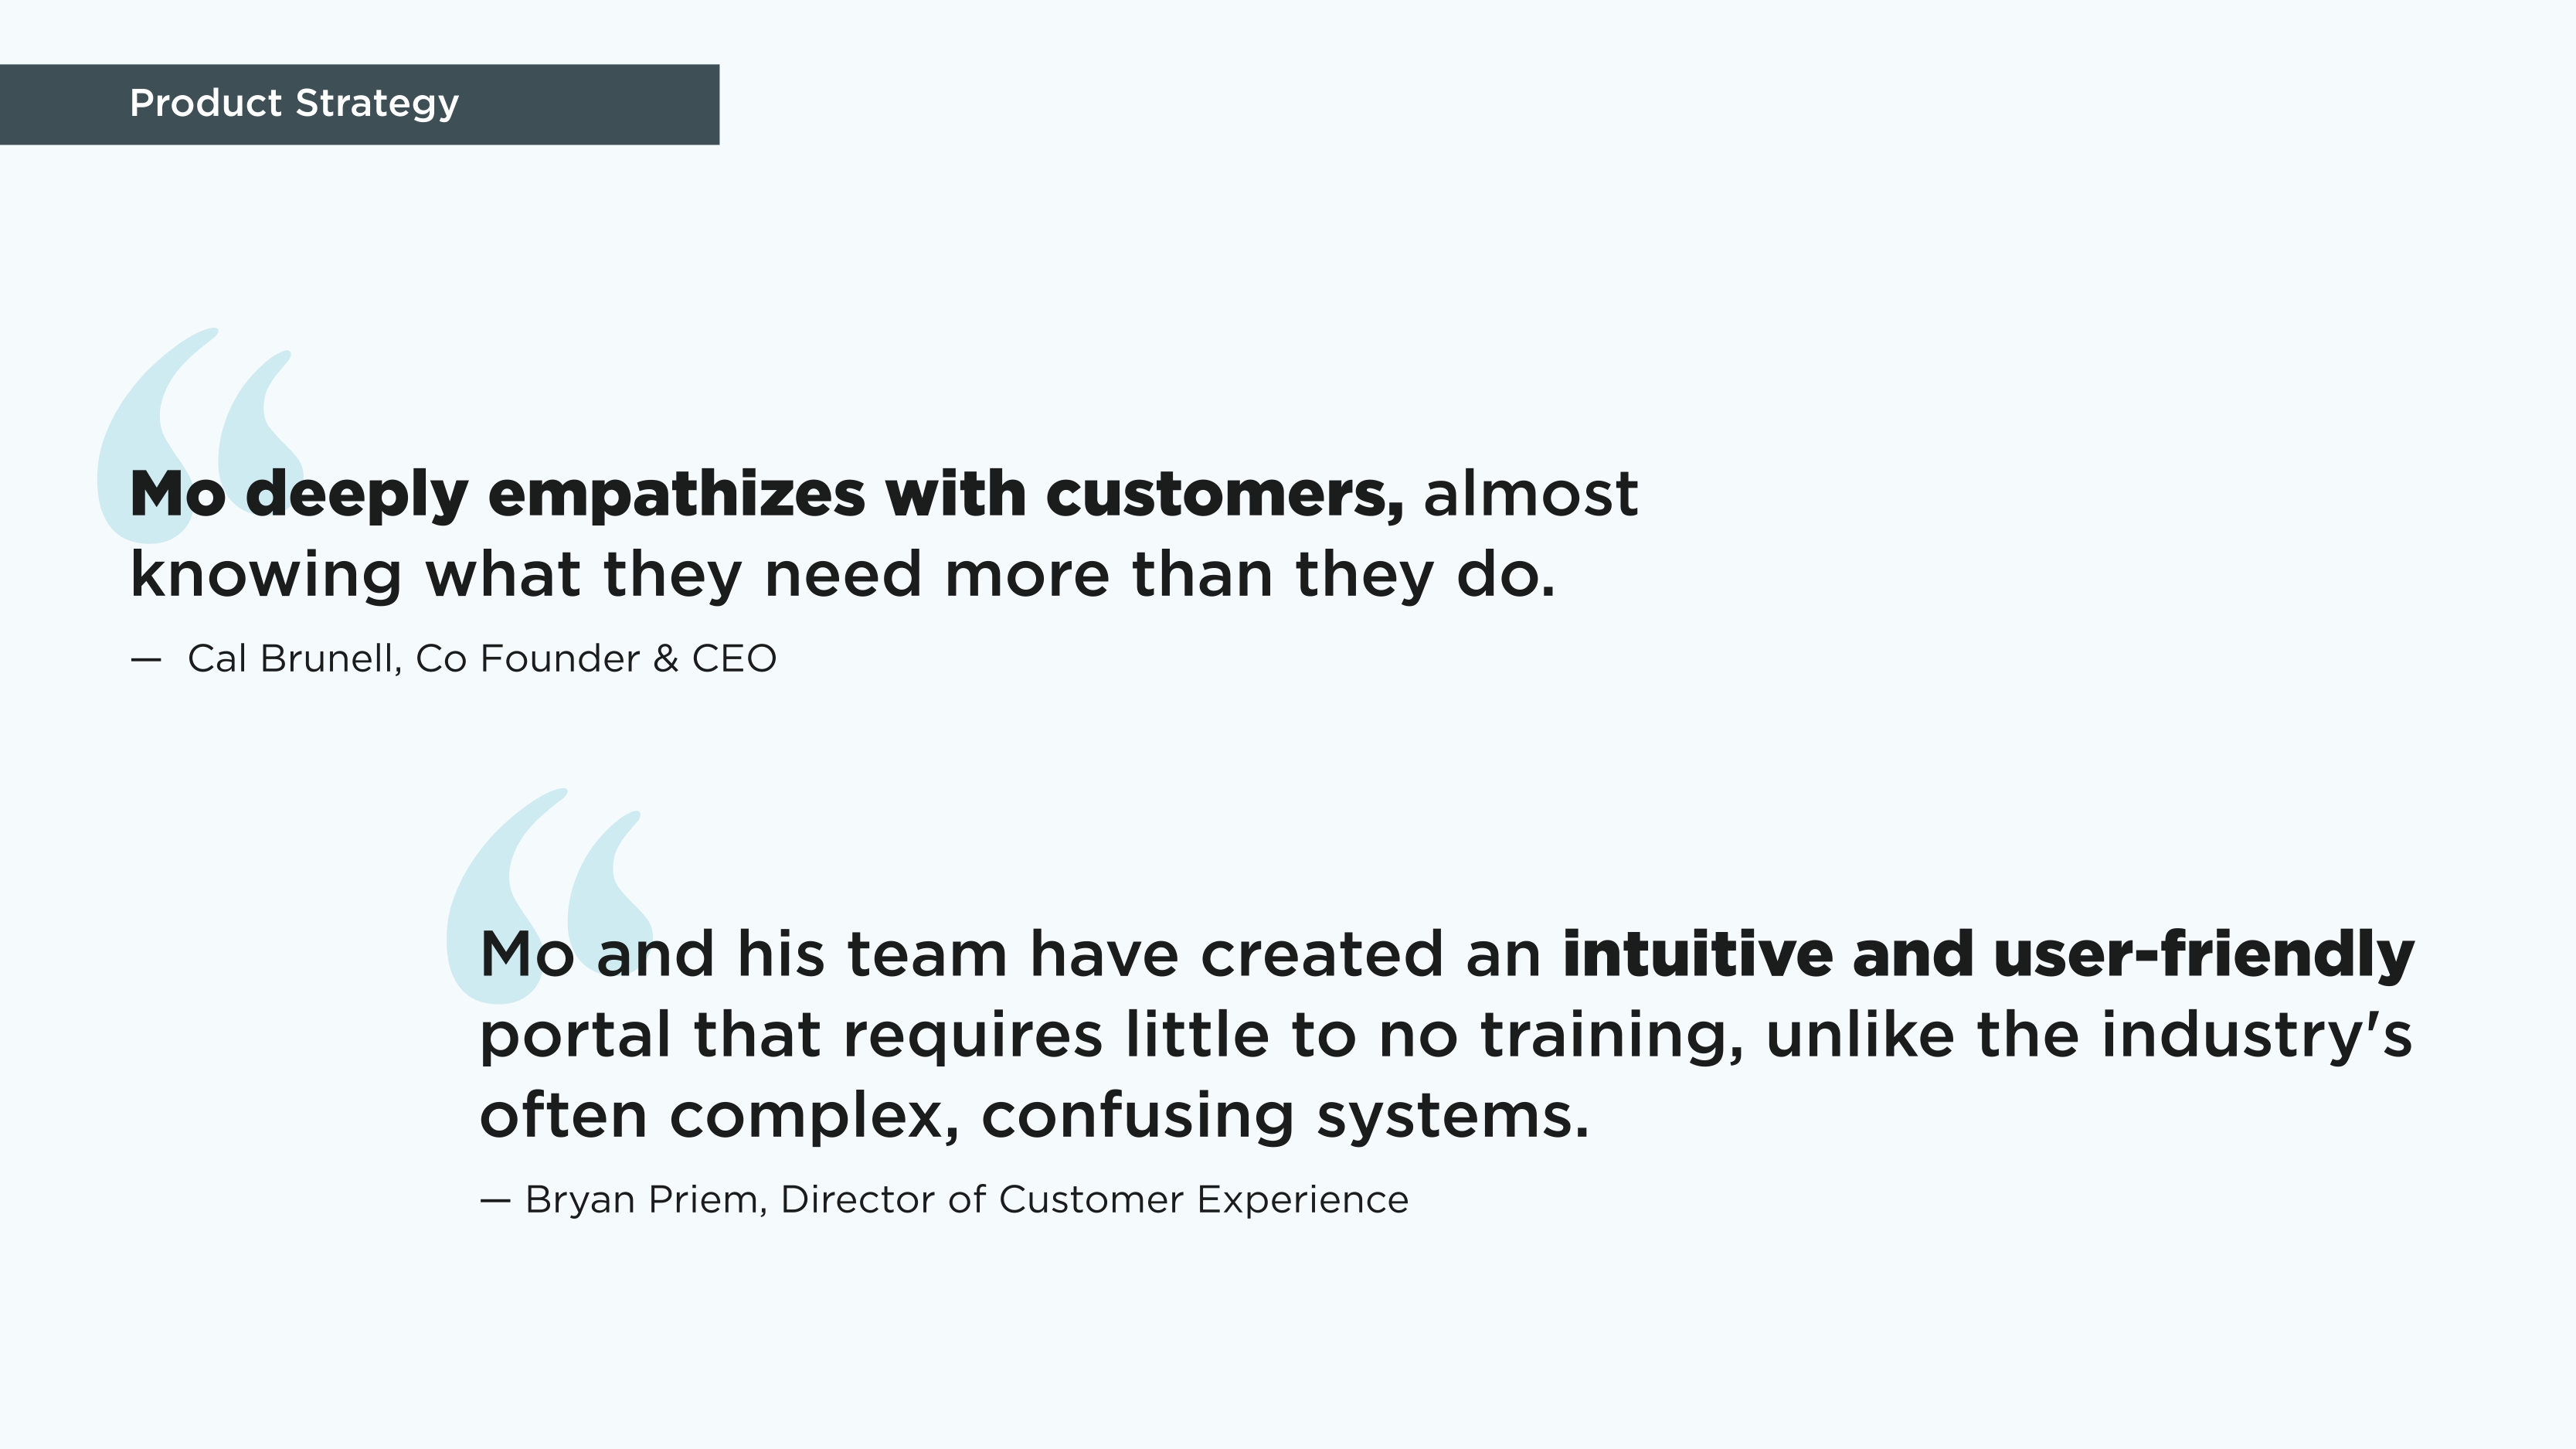 Product Strategy
Mo deeply empathizes with customers, almost
knowing what they need more than they do.
— Cal Brunell, Co Founder & CEO
Mo and his team have created an intuitive and user-friendly
portal that requires little to no training, unlike the industry's
often complex, confusing systems.
— Bryan Priem, Director of Customer Experience